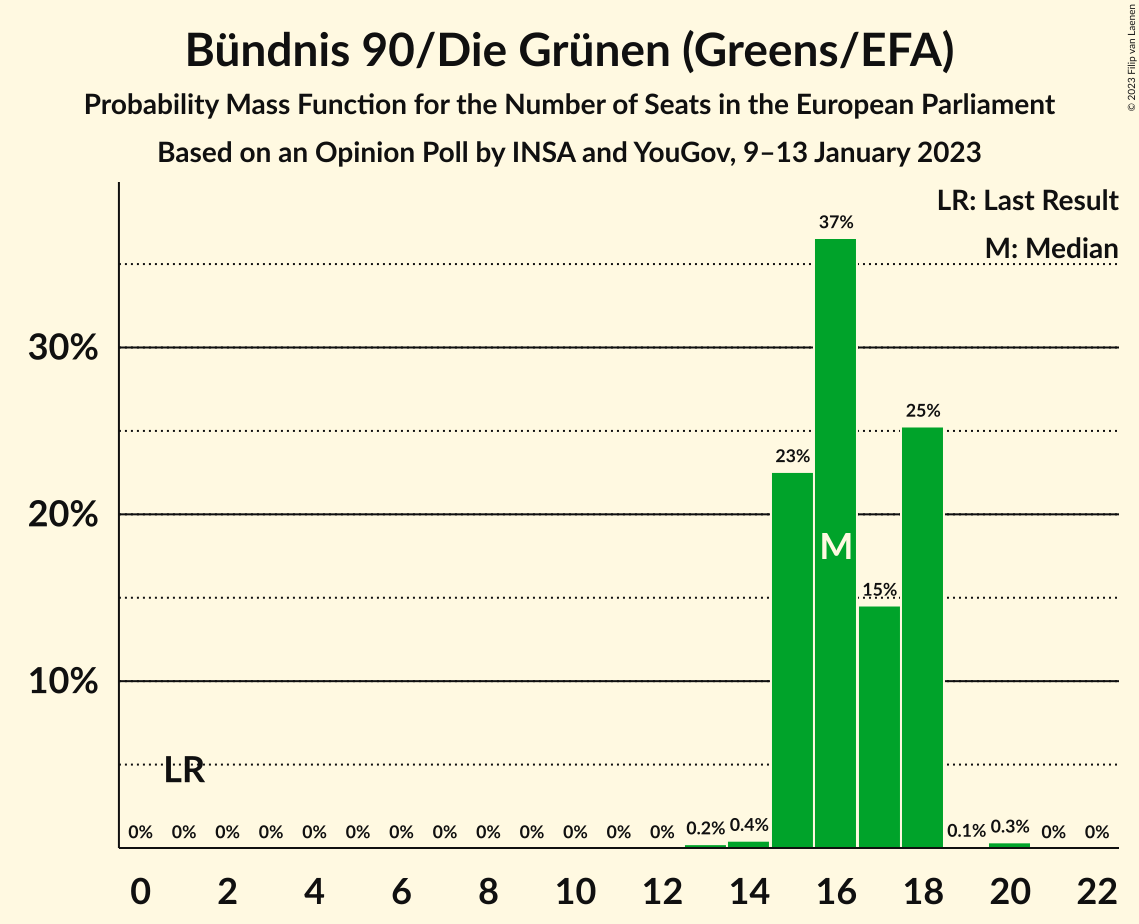 Bündnis 90/Die Grünen (Greens/EFA)
Probability Mass Function for the Number of Seats in the European Parliament
Based on an Opinion Poll by INSA and YouGov, 9–13 January 2023
© 2023 Filip van Laenen
LR: Last Result
M: Median
37%
30%
25%
23%
20%
M
15%
10%
LR
0% 0% 0% 0% 0% 0% 0% 0% 0% 0% 0% 0% 0% 0.2% 0.4% 0.1% 0.3% 0% 0%
0 2 4 6 8 10 12 14 16 18 20 22